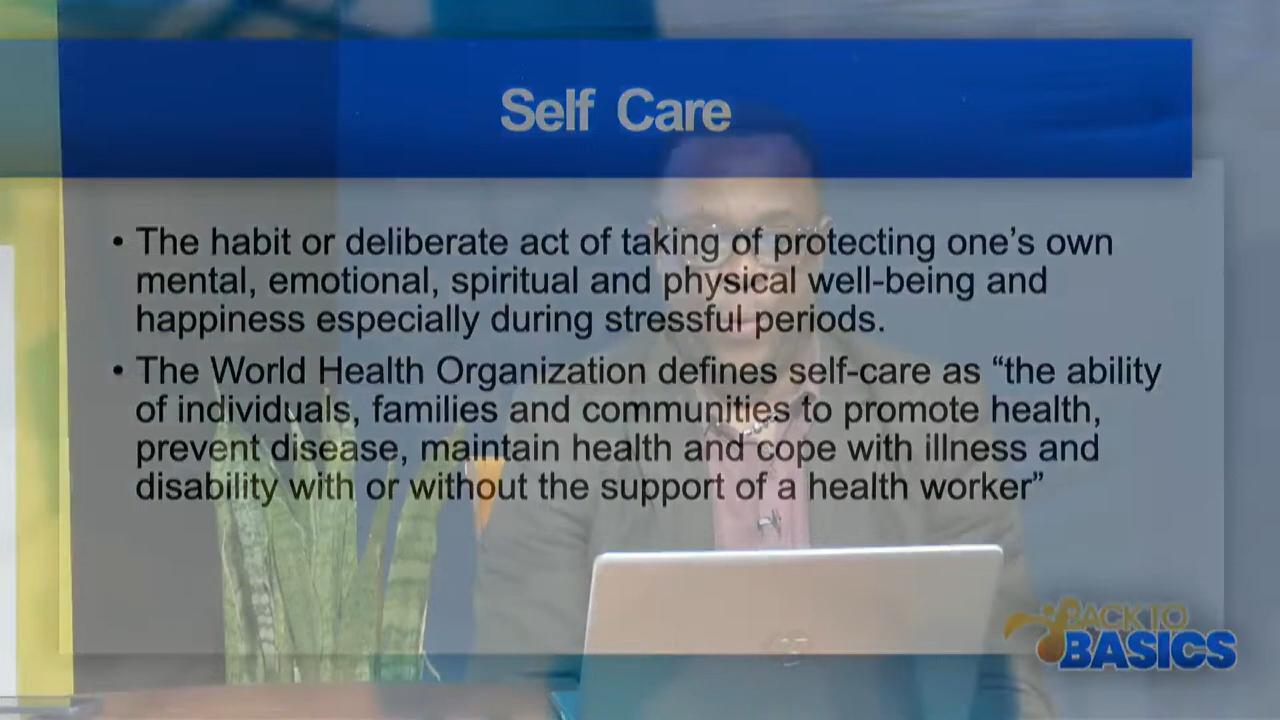 Self Care
• The habit or deliberate act of taking of protecting one’s own
mental, emotional, spiritual and physical well-being and
happiness especially during stressful periods.
• The World Health Organization defines self-care as “the ability
of individuals, families and communities to promote health,
prevent disease, maintain health and cope with illness and
disability with or without the support of a health worker”
BACK TO
BASICS